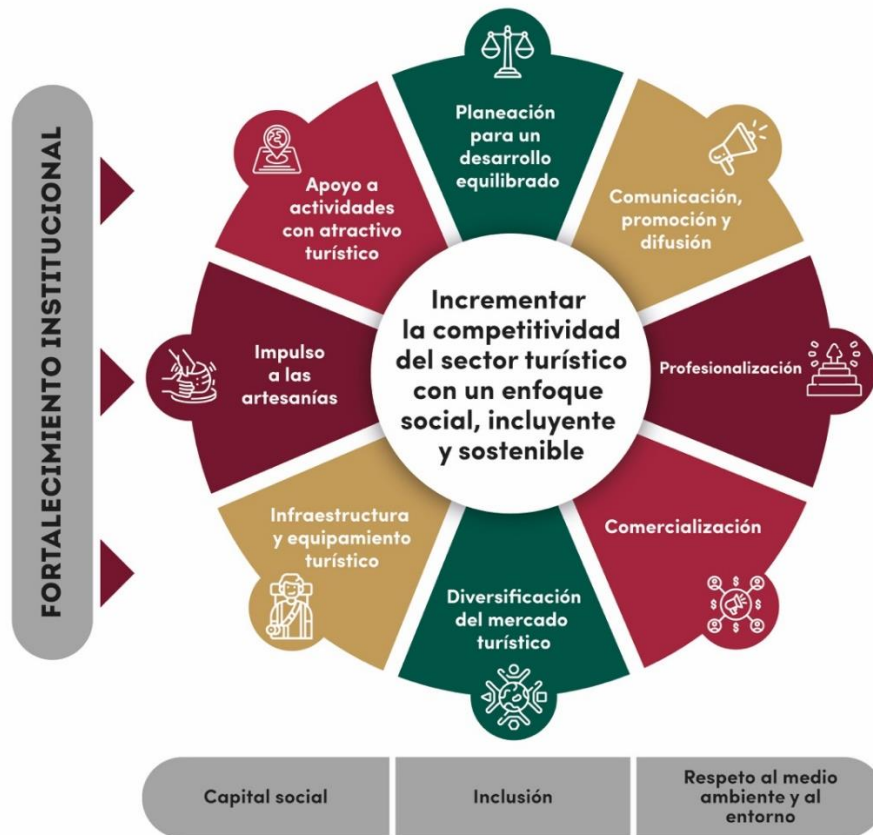 FORTALECIMIENTO INSTITUCIONAL
Planeación
para un
desarrollo
equilibrado
Comunicación,
promoción y
difusión
Profesionalización
Comercialización
Diversificación
del mercado
turístico
Infraestructura
y equipamiento
turístico
Impulso
a las
artesanías
Apoyo a
actividades
con atractivo
turístico
Incrementar
la competitividad
del sector turístico
con un enfoque
social, incluyente
y sostenible
Capital social
Inclusión
Respeto al medio
ambiente y al
entorno